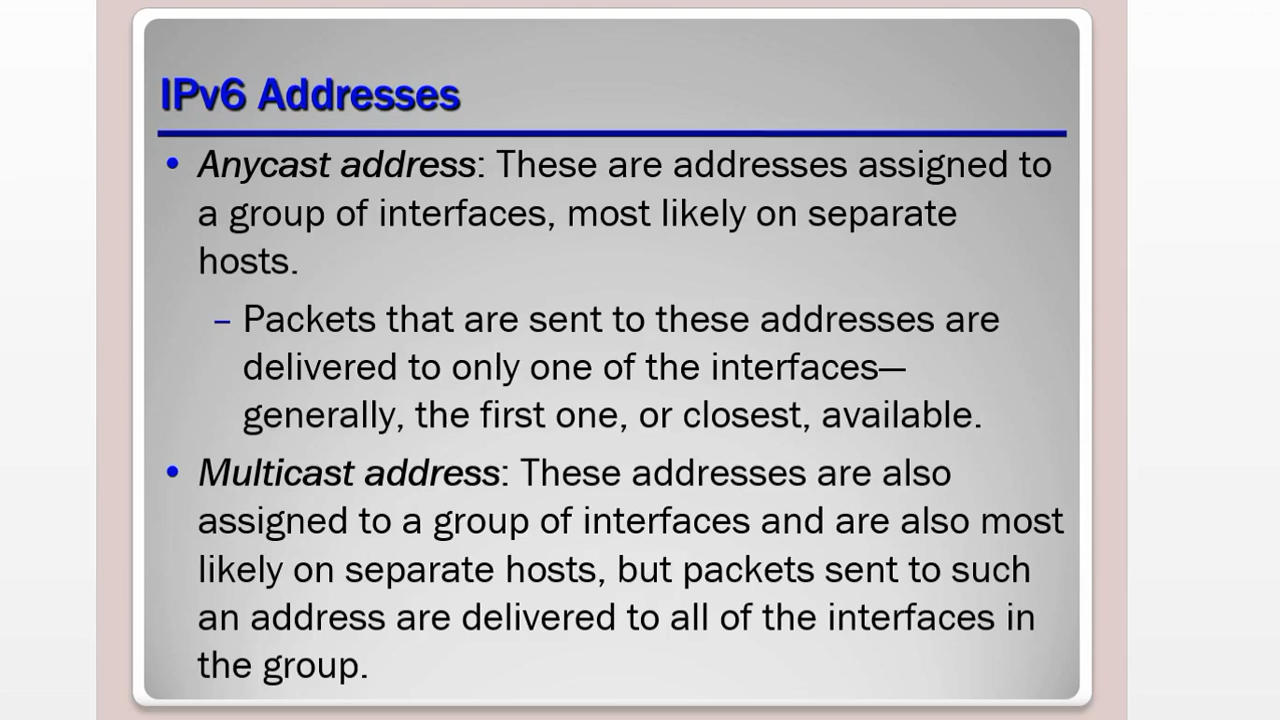 IPv6 Addresses
• Anycast address: These are addresses assigned to
a group of interfaces, most likely on separate
hosts.
– Packets that are sent to these addresses are
delivered to only one of the interfaces—
generally, the first one, or closest, available.
• Multicast address: These addresses are also
assigned to a group of interfaces and are also most
likely on separate hosts, but packets sent to such
an address are delivered to all of the interfaces in
the group.